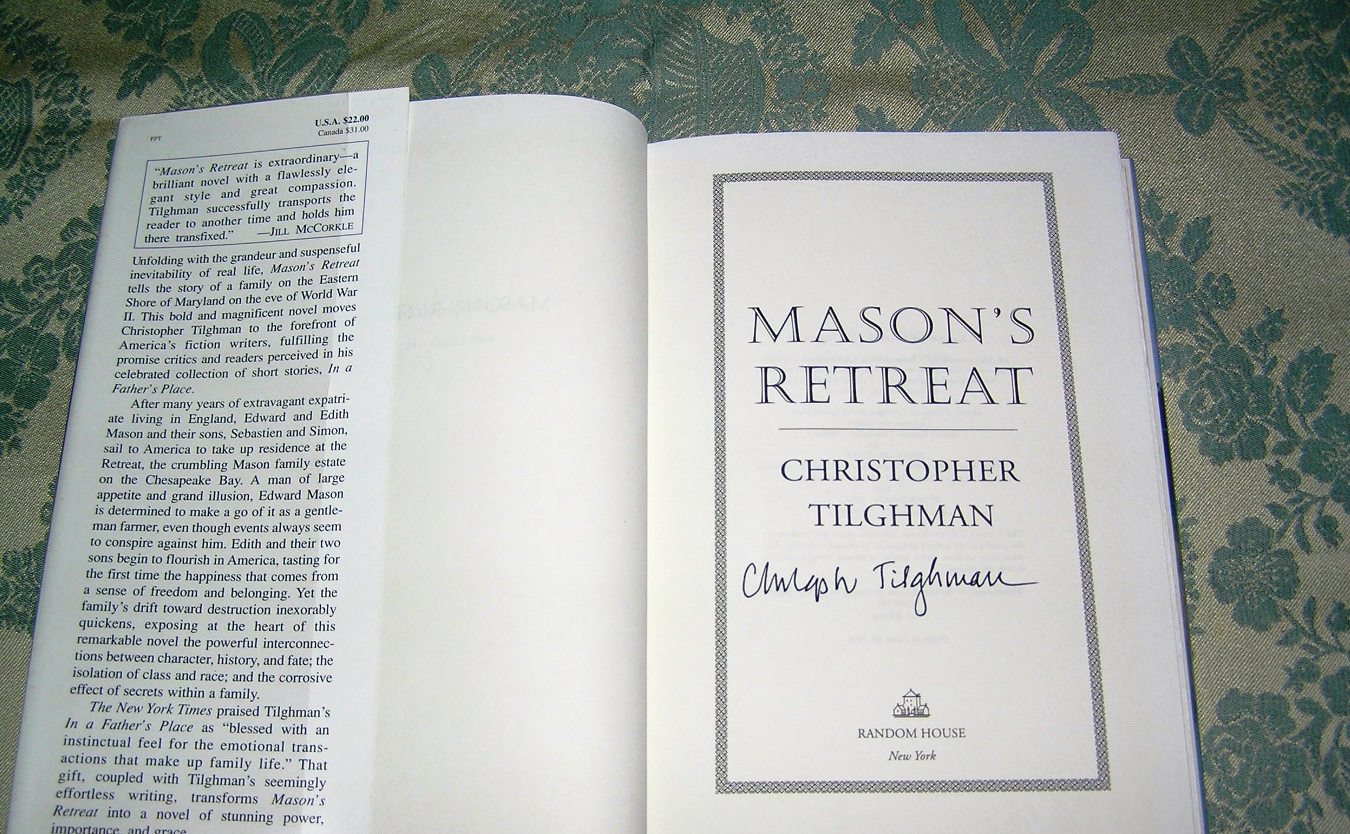 FPT
U.S.A. $22.00
Canada $31.00
"Mason's Retreat is extraordinary—a
brilliant novel with a flawlessly ele-
gant style and great compassion.
Tilghman successfully transports the
reader to another time and holds him
there transfixed." —JILL MCCORKLE
Unfolding with the grandeur and suspenseful
inevitability of real life, Mason's Retreat
tells the story of a family on the Eastern
Shore of Maryland on the eve of World War
II. This bold and magnificent novel moves
Christopher Tilghman to the forefront of
America's fiction writers, fulfilling the
promise critics and readers perceived in his
celebrated collection of short stories, In a
Father's Place.
After many years of extravagant expatri-
ate living in England, Edward and Edith
Mason and their sons, Sebastien and Simon,
sail to America to take up residence at the
Retreat, the crumbling Mason family estate
on the Chesapeake Bay. A man of large
appetite and grand illusion, Edward Mason
is determined to make a go of it as a gentle-
man farmer, even though events always seem
to conspire against him. Edith and their two
sons begin to flourish in America, tasting for
the first time the happiness that comes from
a sense of freedom and belonging. Yet the
family's drift toward destruction inexorably
quickens, exposing at the heart of this
remarkable novel the powerful interconnec-
tions between character, history, and fate; the
isolation of class and race; and the corrosive
effect of secrets within a family.
The New York Times praised Tilghman's
In a Father's Place as "blessed with an
instinctual feel for the emotional trans-
actions that make up family life." That
gift, coupled with Tilghman's seemingly
effortless writing, transforms Mason's
Retreat into a novel of stunning power,
importance, and grace.
MASON'S
RETREAT
CHRISTOPHER
TILGHMAN
Christopher Tilghman
RANDOM HOUSE
New York